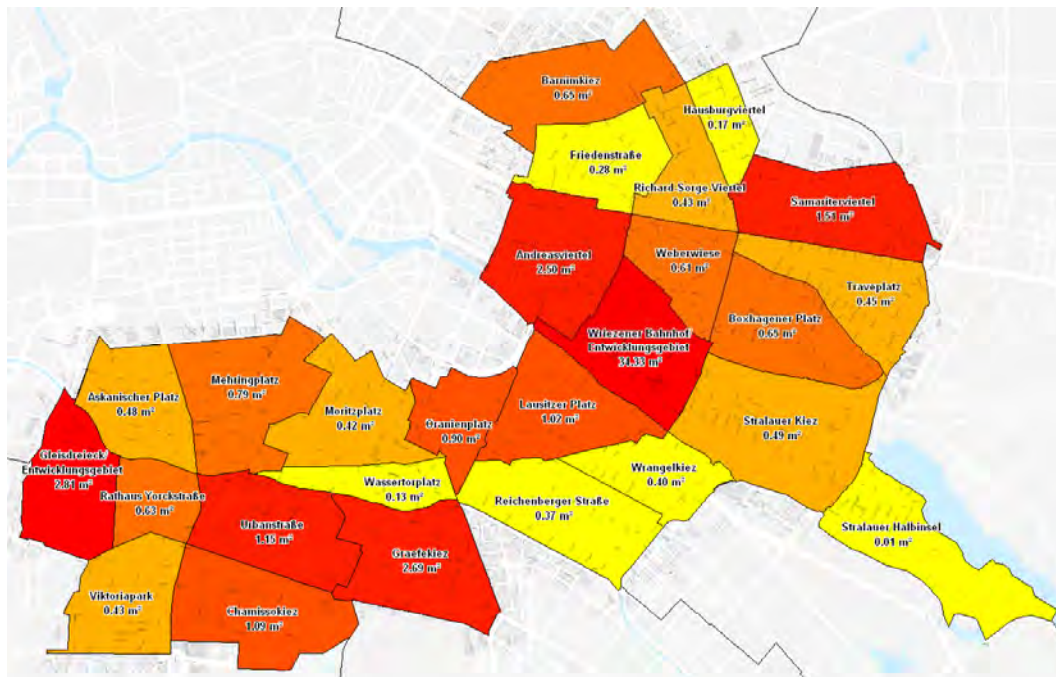 Barnimkiez
0.65 m²
Hausburgviertel
0.17 m²
Friedenstraße
0.28 m²
Richard-Sorge-Viertel
0.43 m²
Samariterviertel
1.51 m²
Andreasviertel
2.50 m²
Weberwiese
0.61 m²
Traveplatz
0.45 m²
Boxhagener Platz
0.65 m²
Wriezener Bahnhof/
Entwicklungsgebiet
31.33 m²
Mehringplatz
0.79 m²
Askanischer Platz
0.48 m²
Moritzplatz
0.42 m²
Oranienplatz
0.90 m²
Lausitzer Platz
1.02 m²
Stralauer Kiez
0.49 m²
Gleisdreieck/
Entwicklungsgebiet
2.81 m²
Wassertorplatz
0.13 m²
Wrangelkiez
0.40 m²
Rathaus Yorckstraße
0.63 m²
Reichenberger Straße
0.37 m²
Urbanstraße
1.15 m²
Stralauer Halbinsel
0.01 m²
Graefekiez
2.69 m²
Viktoriapark
0.43 m²
Chamissokiez
1.09 m²